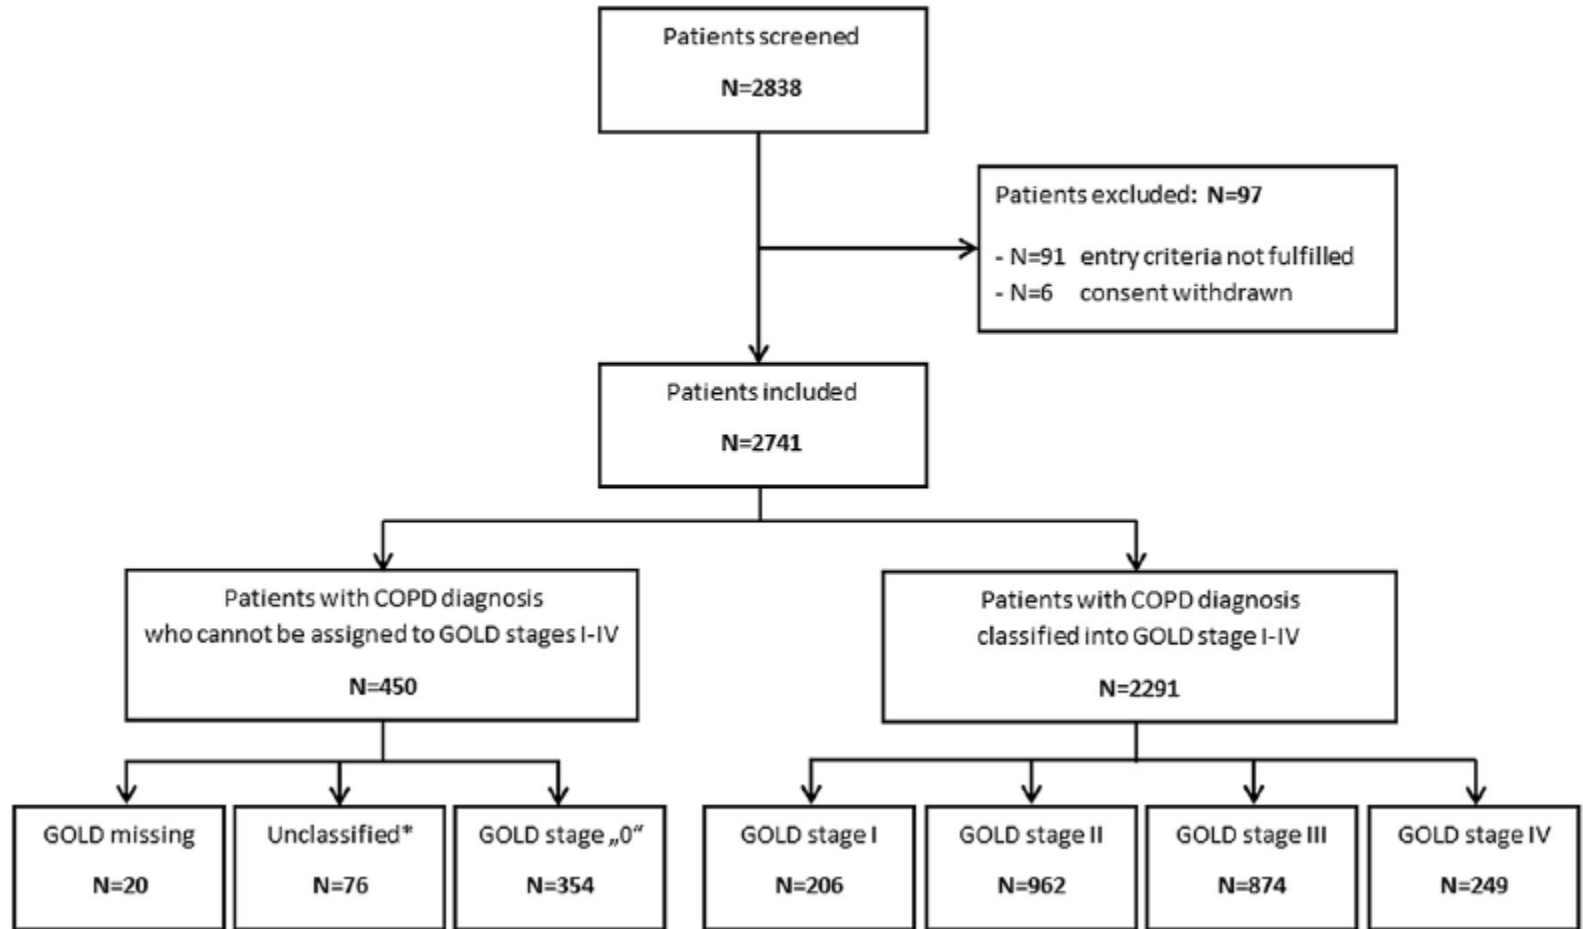 Patients screened
N=2838
Patients excluded: N=97
- N=91 entry criteria not fulfilled
- N=6 consent withdrawn
Patients included
N=2741
Patients with COPD diagnosis
who cannot be assigned to GOLD stages I-IV
N=450
Patients with COPD diagnosis
classified into GOLD stage I-IV
N=2291
GOLD missing
N=20
Unclassified*
N=76
GOLD stage „0“
N=354
GOLD stage I
N=206
GOLD stage II
N=962
GOLD stage III
N=874
GOLD stage IV
N=249